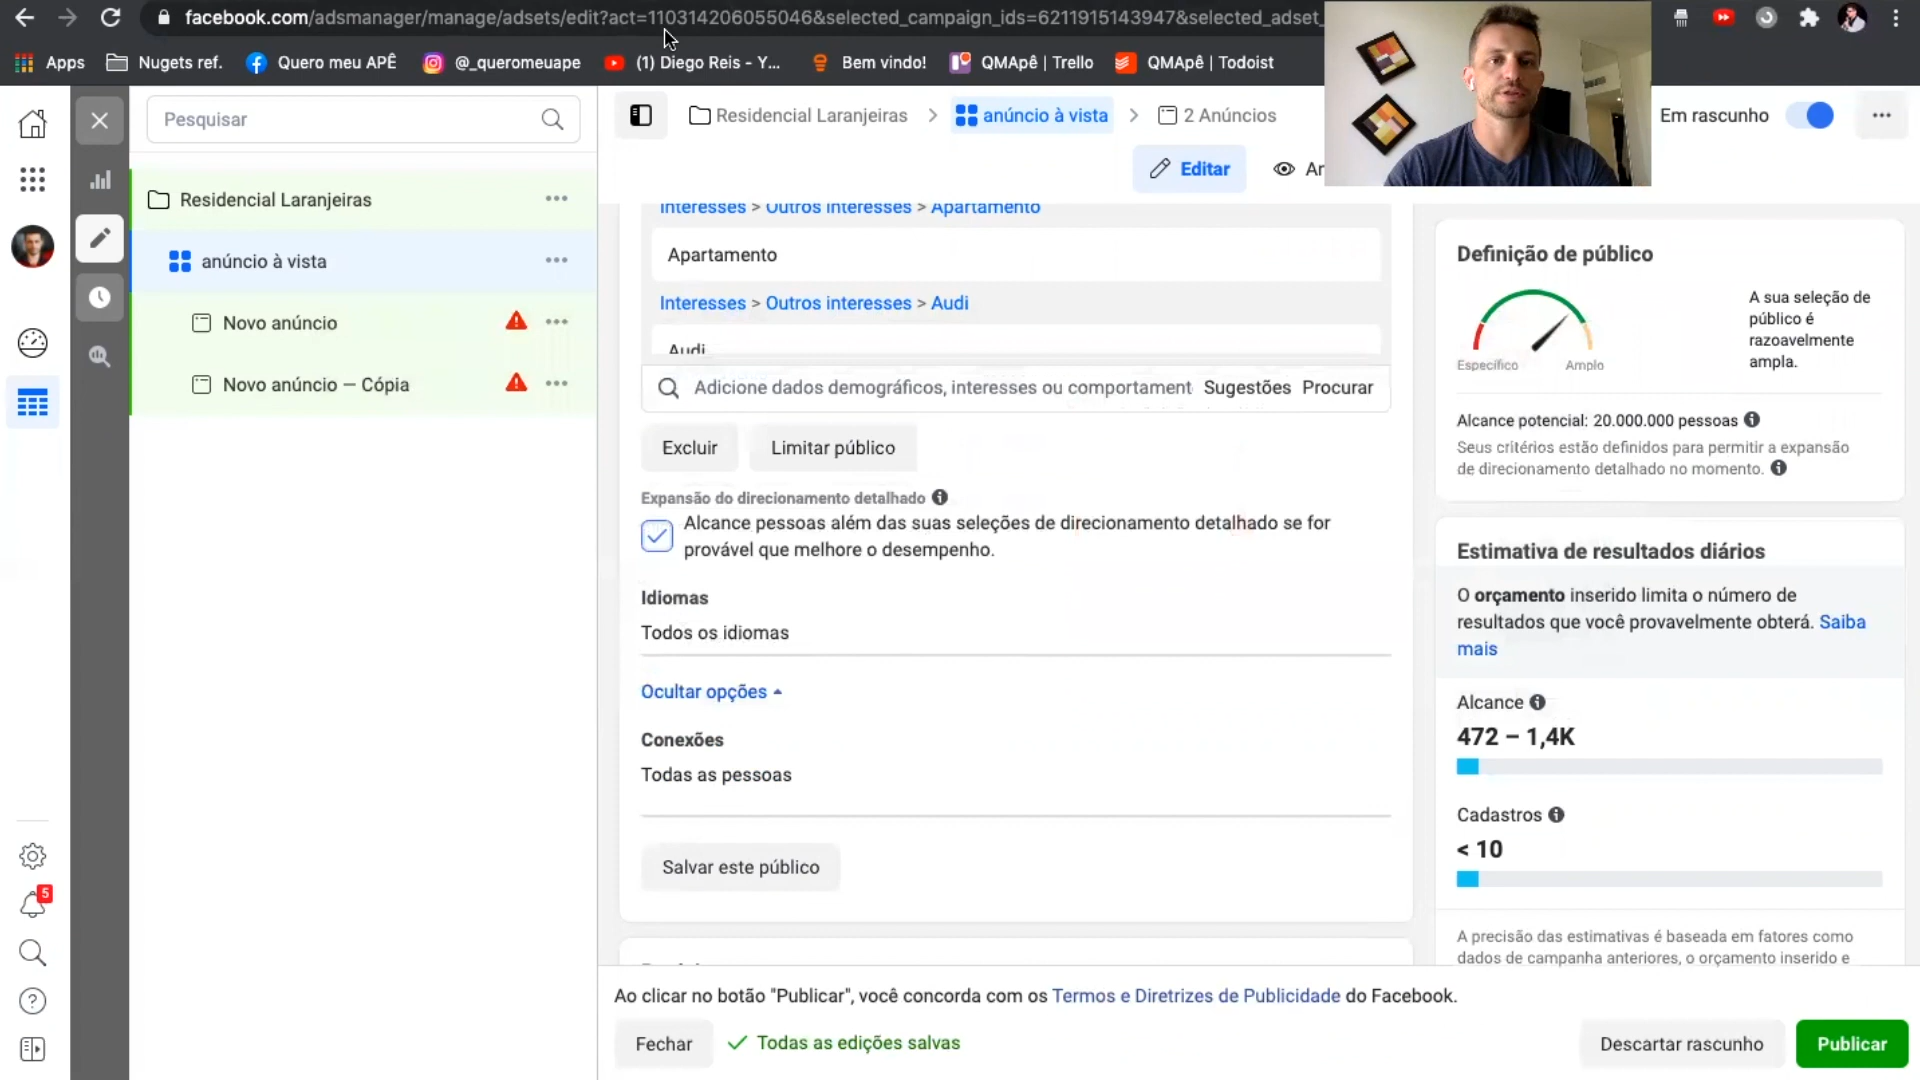 facebook.com/adsmanager/manage/adsets/edit?act=110314206055046&selected_campaign_ids=6211915143947&selected_adset_
Apps
Nugets ref.
Quero meu APÊ
@_queromeuape
(1) Diego Reis - Y...
Bem vindo!
QMApê | Trello
QMApê | Todoist
Pesquisar
Residencial Laranjeiras
anúncio à vista
2 Anúncios
Em rascunho
Editar
Residencial Laranjeiras
anúncio à vista
Novo anúncio
Novo anúncio – Cópia
5
Interesses > Outros interesses > Apartamento
Apartamento
Interesses > Outros interesses > Audi
Audi
Adicione dados demográficos, interesses ou comportament
Sugestões
Procurar
Excluir
Limitar público
Expansão do direcionamento detalhado
Alcance pessoas além das suas seleções de direcionamento detalhado se for
provável que melhore o desempenho.
Idiomas
Todos os idiomas
Ocultar opções
Conexões
Todas as pessoas
Salvar este público
Definição de público
Específico
Amplo
A sua seleção de
público é
razoavelmente
ampla.
Alcance potencial: 20.000.000 pessoas
Seus critérios estão definidos para permitir a expansão
de direcionamento detalhado no momento.
Estimativa de resultados diários
O orçamento inserido limita o número de
resultados que você provavelmente obterá. Saiba
mais
Alcance
472 – 1,4K
Cadastros
< 10
A precisão das estimativas é baseada em fatores como
dados de campanha anteriores, o orçamento inserido e
Ao clicar no botão "Publicar", você concorda com os Termos e Diretrizes de Publicidade do Facebook.
Fechar
Todas as edições salvas
Descartar rascunho
Publicar